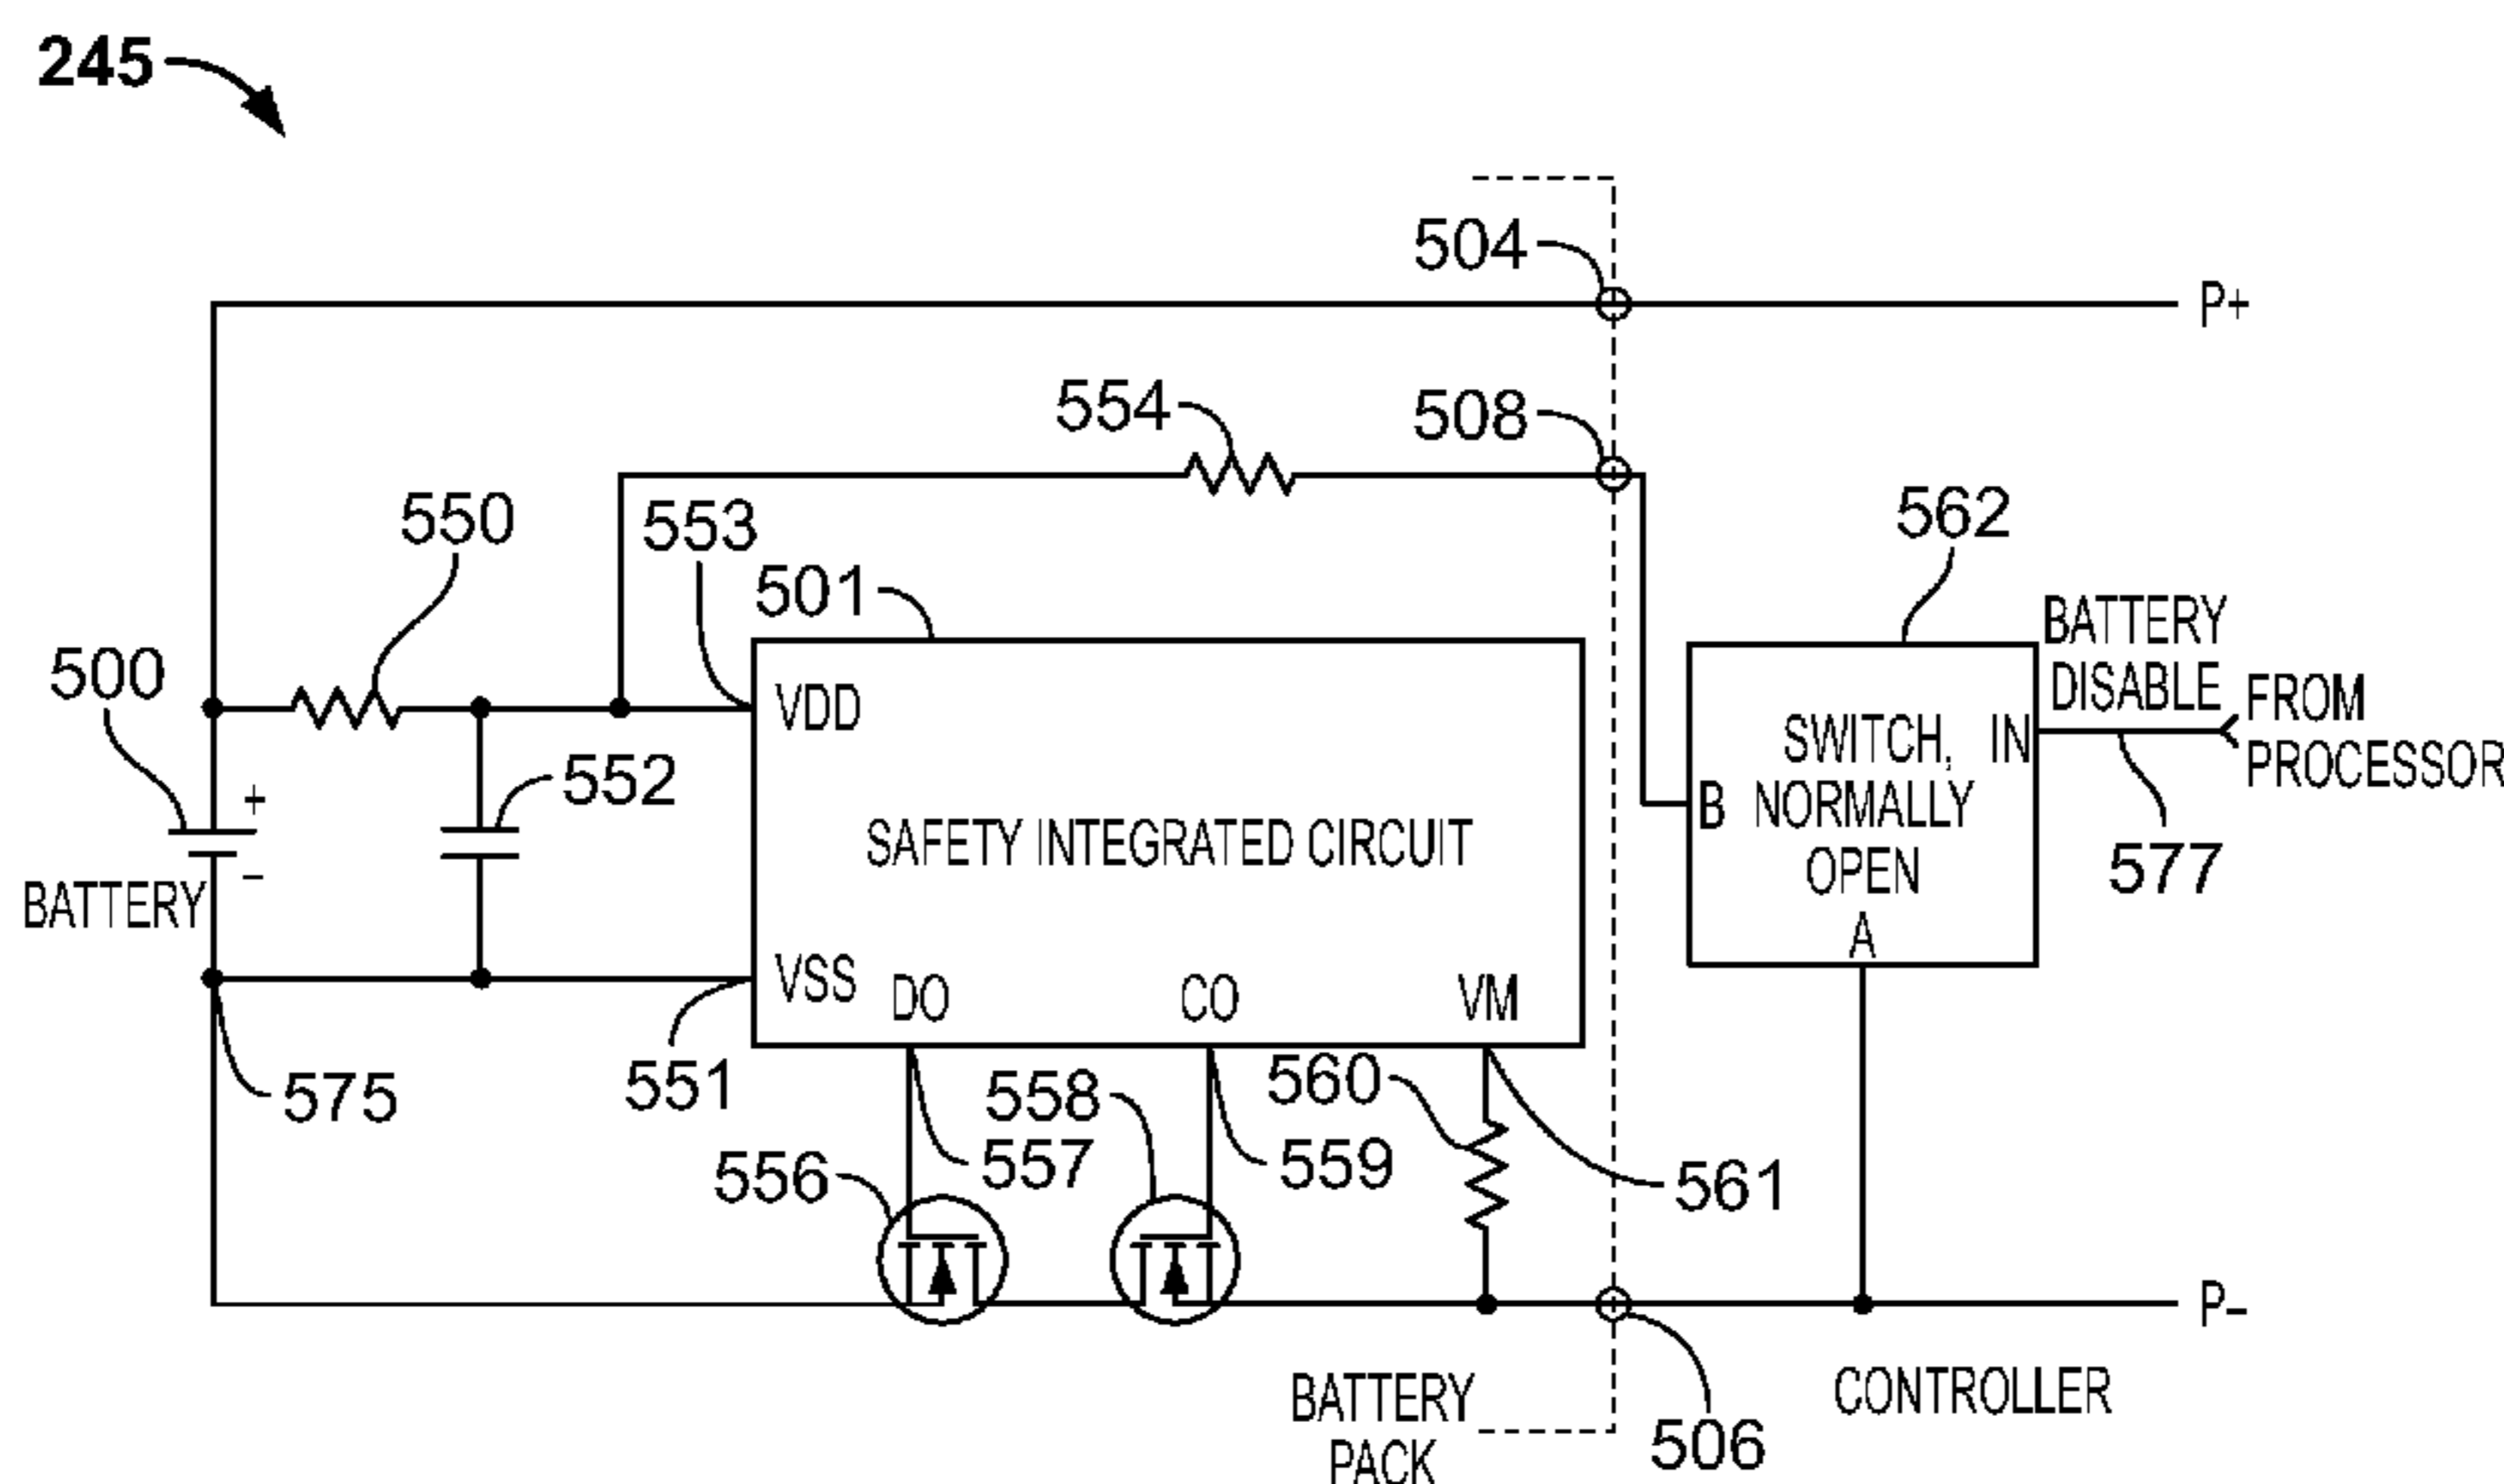 245
504
P+
554
508
550
553
562
501
BATTERY
DISABLE
500
VDD
FROM
SWITCH, IN
PROCESSOR
+
552
B NORMALLY
SAFETY INTEGRATED CIRCUIT
OPEN
577
–
BATTERY
A
VSS
DO
CO
VM
575
551
558
560
556
557
559
561
P–
BATTERY
PACK
CONTROLLER
506